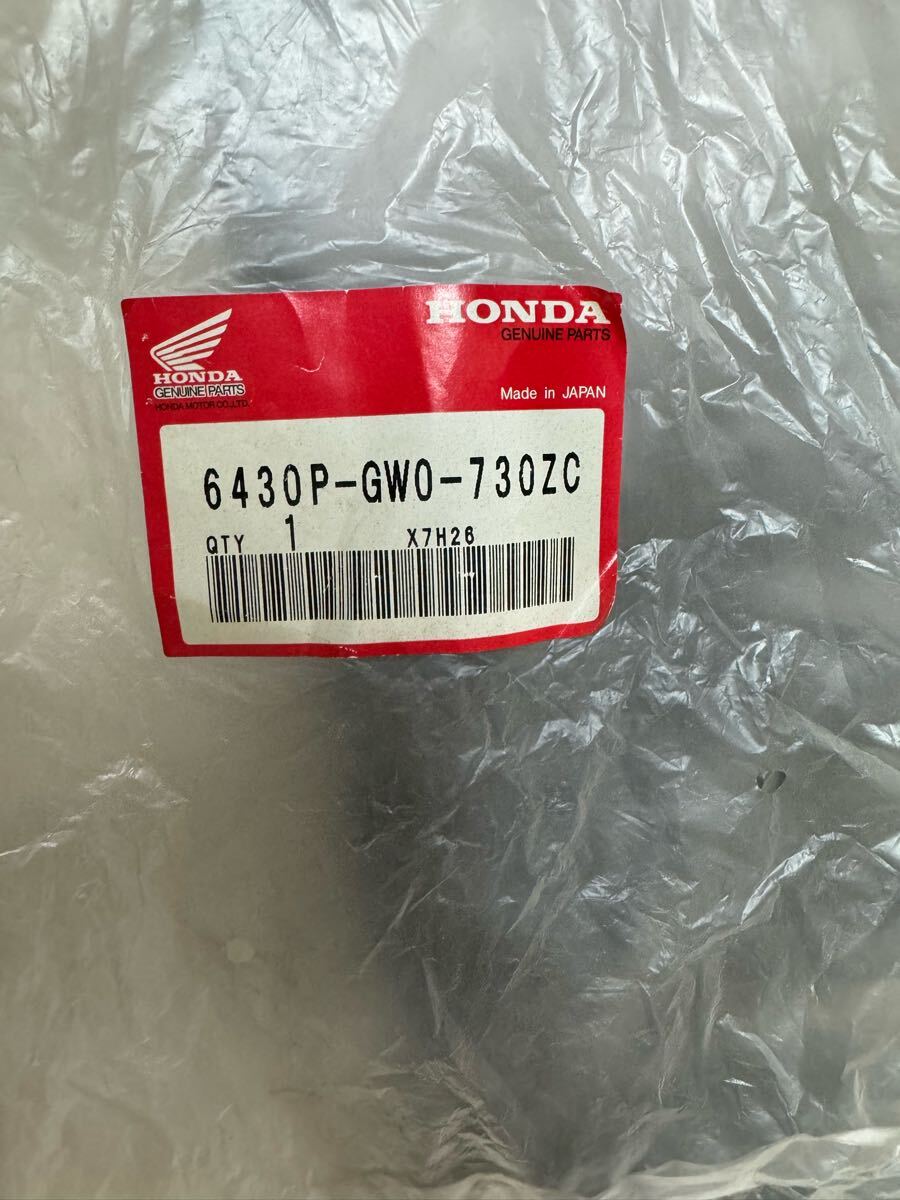 HONDA
GENUINE PARTS
HONDA
GENUINE PARTS
HONDA MOTOR CO.,LTD.
Made in JAPAN
6430P-GW0-730ZC
QTY 1 X7H26